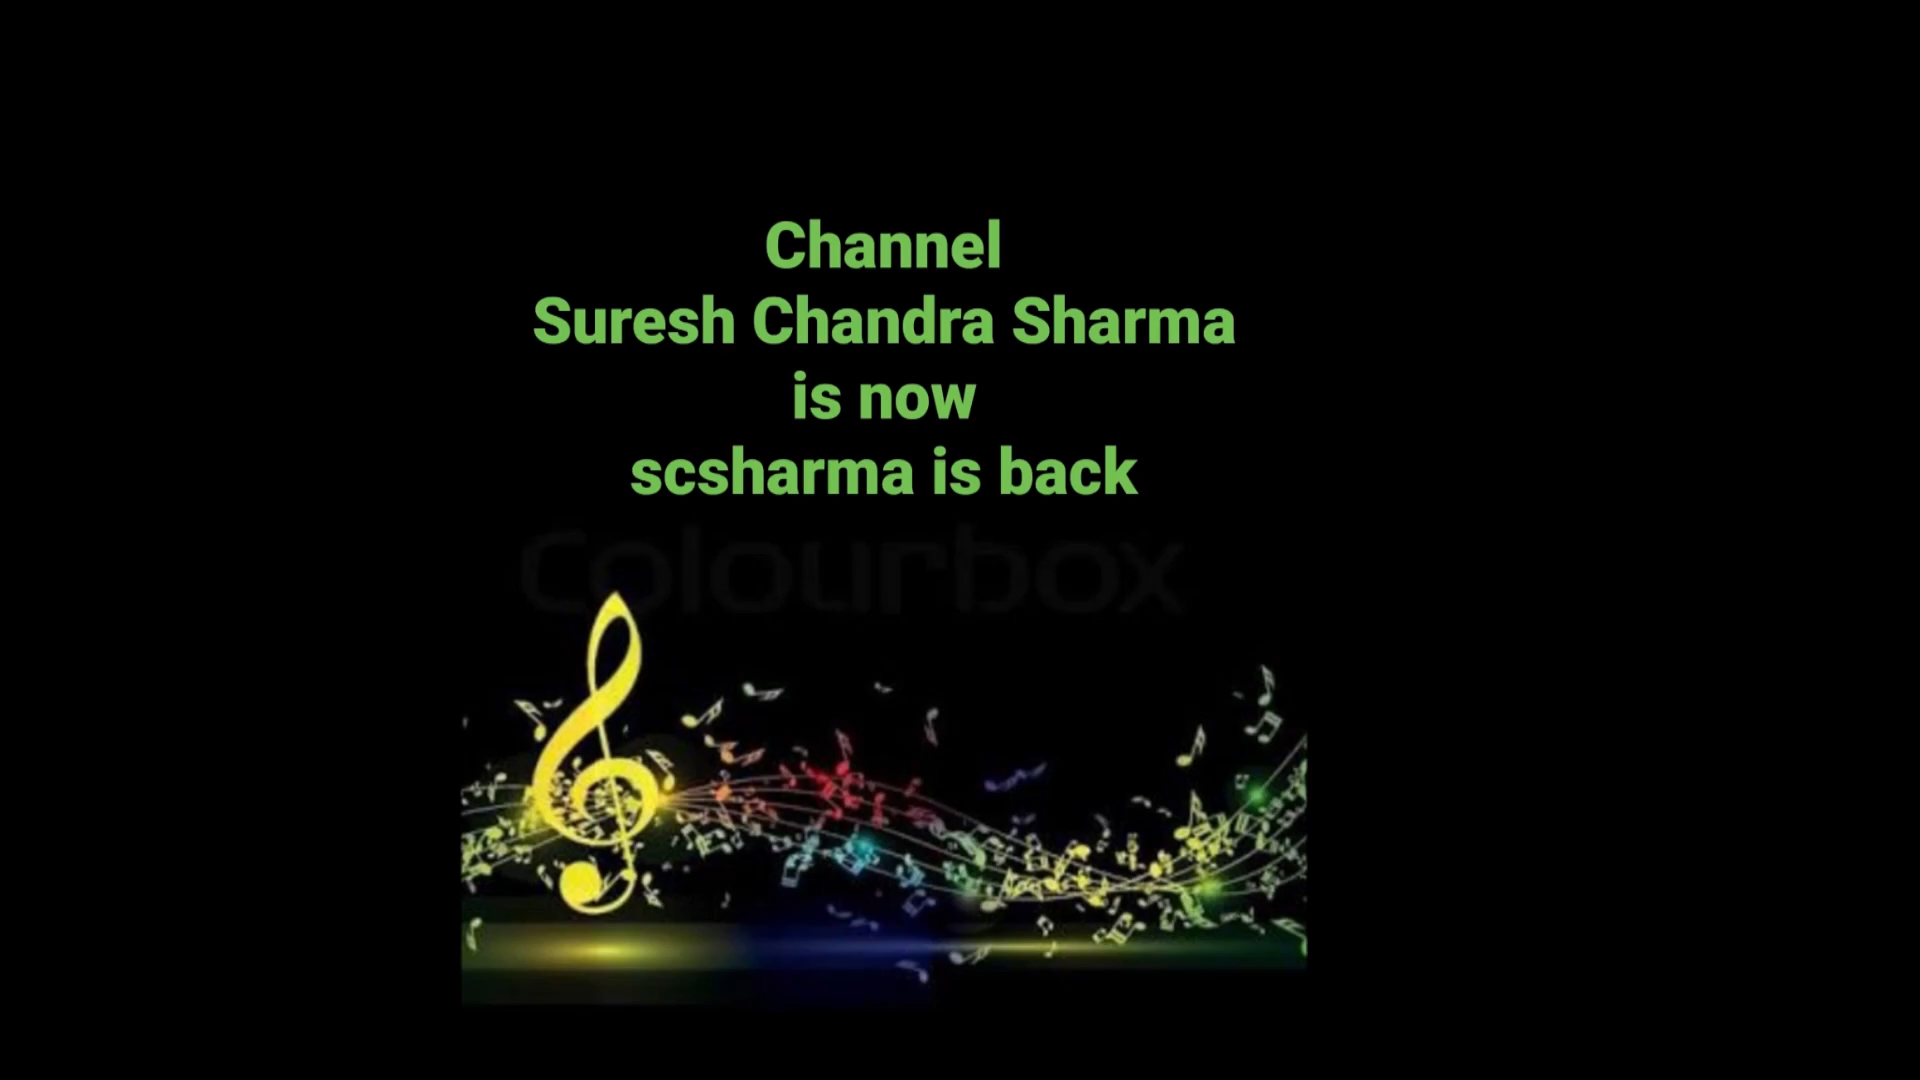 Channel
Suresh Chandra Sharma
is now
scsharma is back
Colourbox